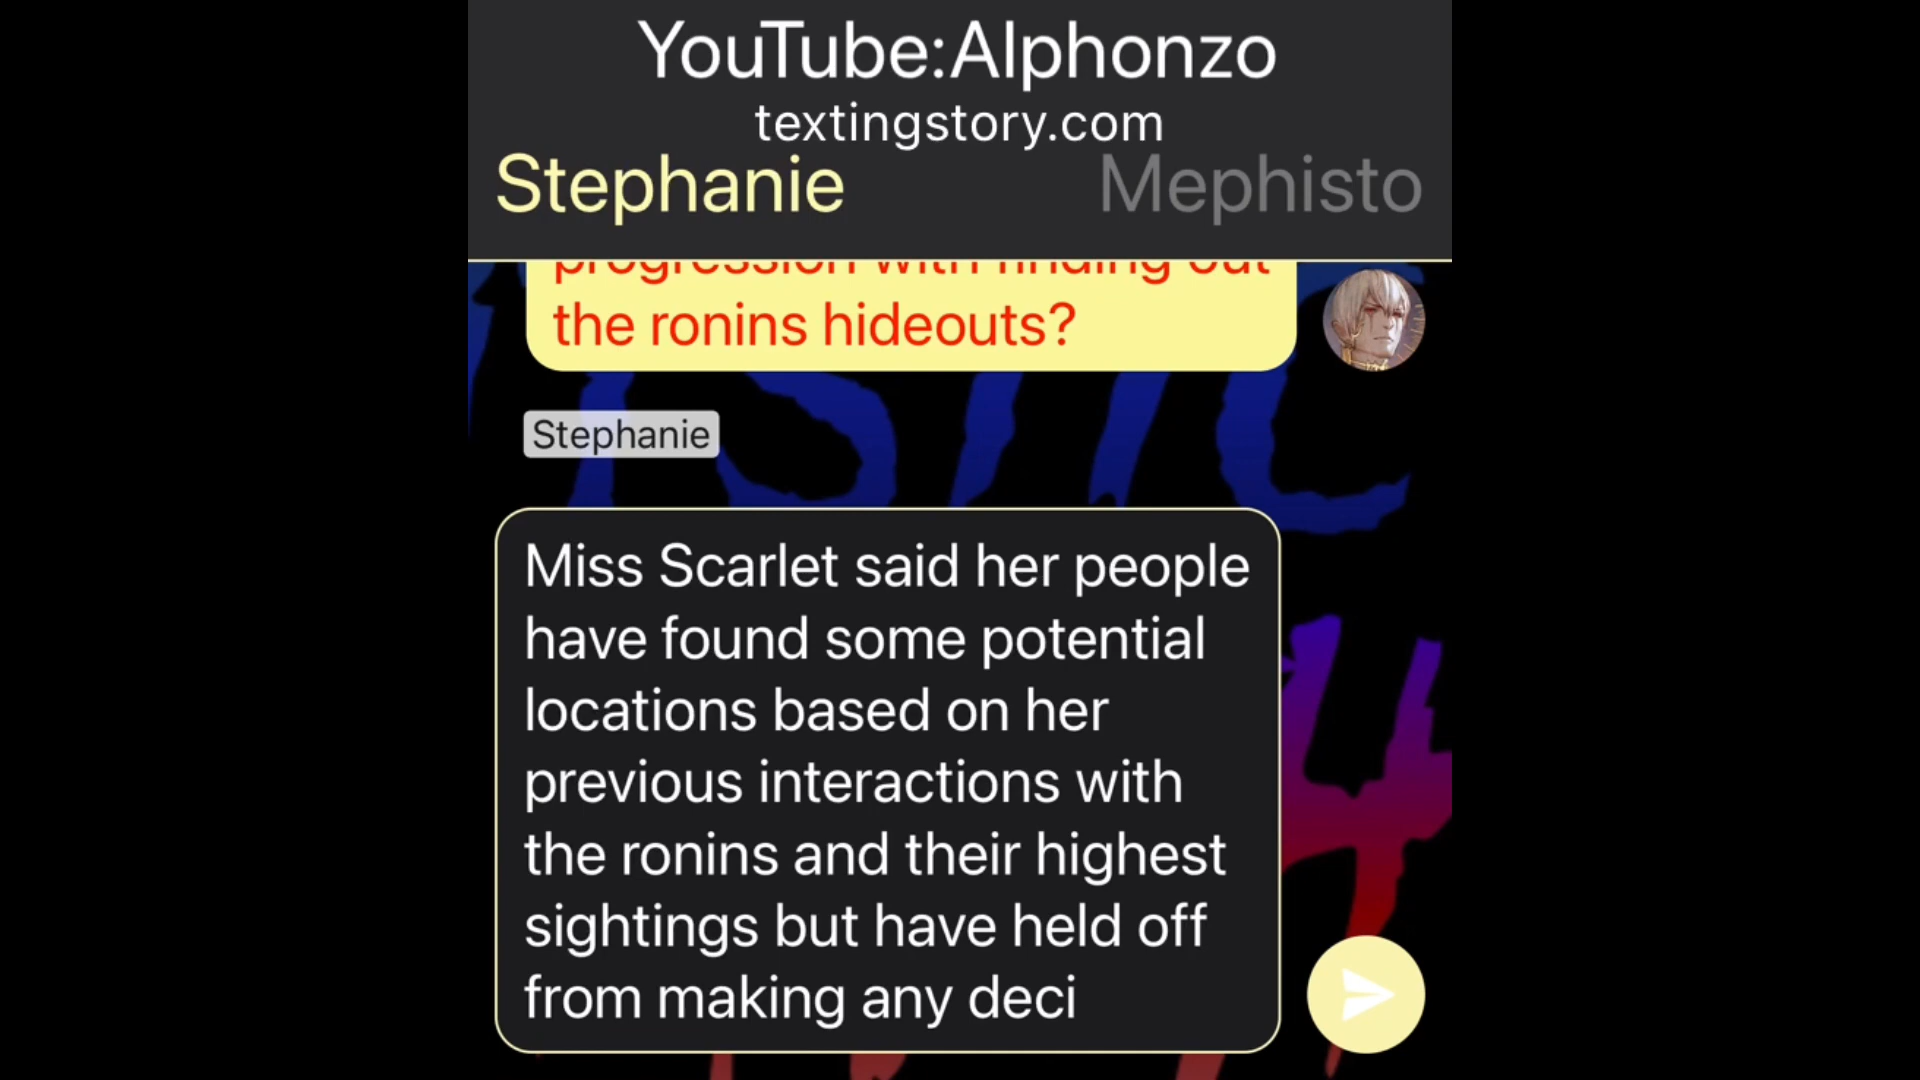 YouTube:Alphonzo
textingstory.com
Stephanie
Mephisto
progression with finding out
the ronins hideouts?
Stephanie
Miss Scarlet said her people
have found some potential
locations based on her
previous interactions with
the ronins and their highest
sightings but have held off
from making any deci